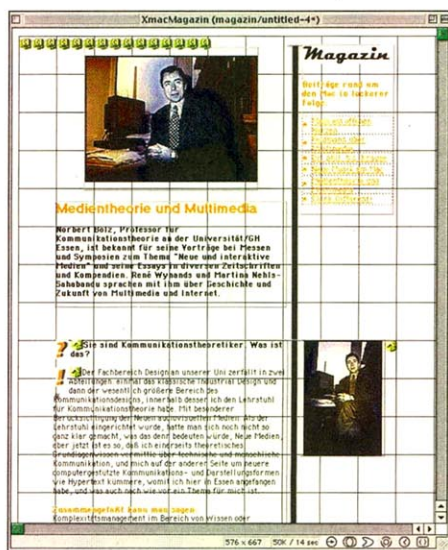 XmacMagazin (magazin/untitled-4*)
Magazin
Beiträge rund um
den Mac in lockerer
Folge
Medientheorie und Multimedia
Norbert Bolz, Professor für
Kommunikationstheorie an der Universität/GH
Essen, ist bekannt für seine Vorträge bei Messen
und Symposien zum Thema "Neue und interaktive
Medien" und seine Essays in diversen Zeitschriften
und Kompendien. René Wynands und Martina Nehls-
Sahabandu sprachen mit ihm über Geschichte und
Zukunft von Multimedia und Internet.
? Sie sind Kommunikationstheoretiker. Was ist
das?
! Der Fachbereich Design an unserer Uni zerfällt in zwei
Abteilungen: einmal das klassische Industrial Design und
dann der wesentlich größere Bereich des
Kommunikationsdesigns, innerhalb dessen ich den Lehrstuhl
für Kommunikationstheorie habe. Mit besonderer
Berücksichtigung der Neuen audiovisuellen Medien. Als der
Lehrstuhl eingerichtet wurde, hatte man sich noch nicht so
ganz klar gemacht, was das denn bedeuten würde, Neue Medien,
aber jetzt ist es so, daß ich einerseits theoretisches
Grundlagenwissen vermittle über technische und menschliche
Kommunikation, und mich auf der anderen Seite um neuere
computergestützte Kommunikations- und Darstellungsformen
wie Hypertext kümmere, womit ich hier in Essen angefangen
habe, und was auch nach wie vor ein Thema für mich ist.
Zusammengefaßt kann man sagen
Komplexitätsmanagement im Bereich von Wissen oder
576 x 667 50K / 14 sec